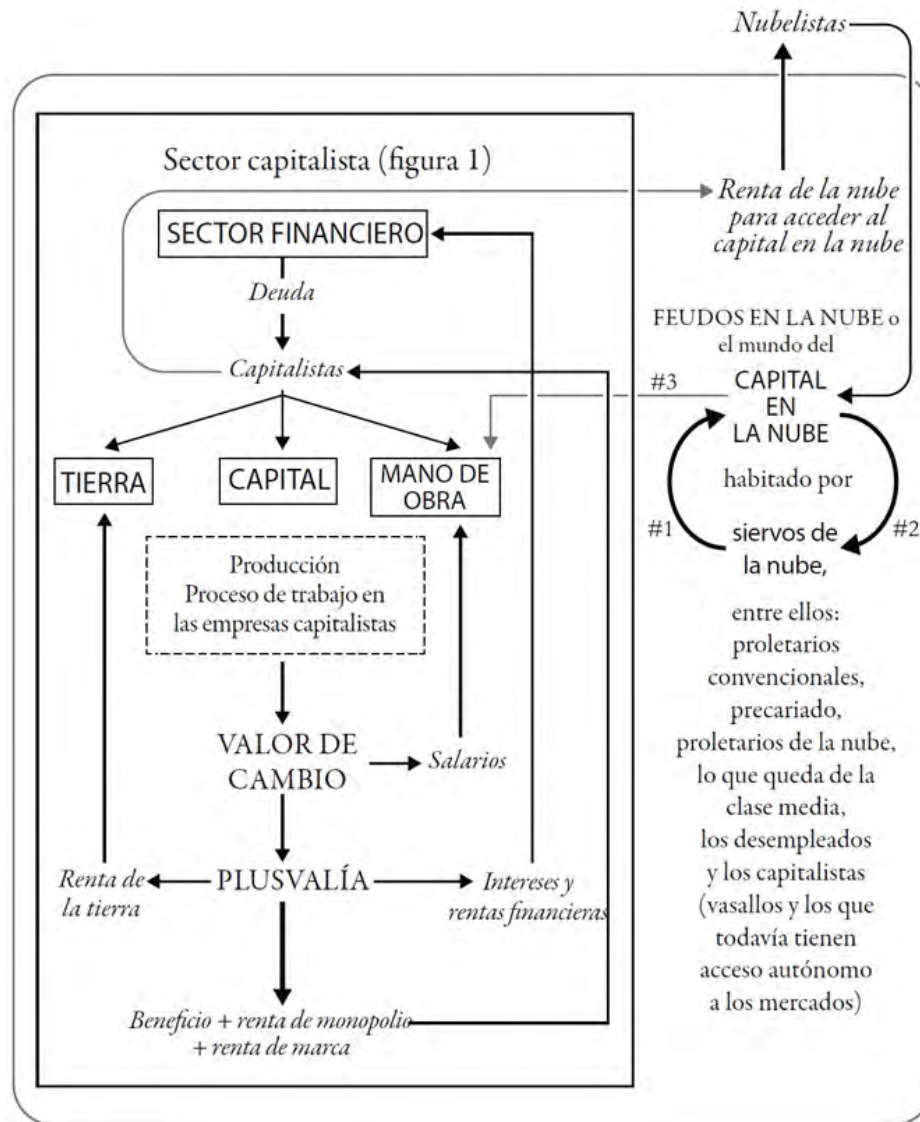 Nubelistas
Sector capitalista (figura 1)
Renta de la nube
para acceder al
capital en la nube
SECTOR FINANCIERO
Deuda
Capitalistas
TIERRA
CAPITAL
MANO DE
OBRA
Producción
Proceso de trabajo en
las empresas capitalistas
VALOR DE
CAMBIO
Salarios
Renta de
la tierra
PLUSVALÍA
Intereses y
rentas financieras
Beneficio + renta de monopolio
+ renta de marca
FEUDOS EN LA NUBE o
el mundo del
#3
CAPITAL
EN
LA NUBE
habitado por
#1
#2
siervos de
la nube,
entre ellos:
proletarios
convencionales,
precariado,
proletarios de la nube,
lo que queda de la
clase media,
los desempleados
y los capitalistas
(vasallos y los que
todavía tienen
acceso autónomo
a los mercados)